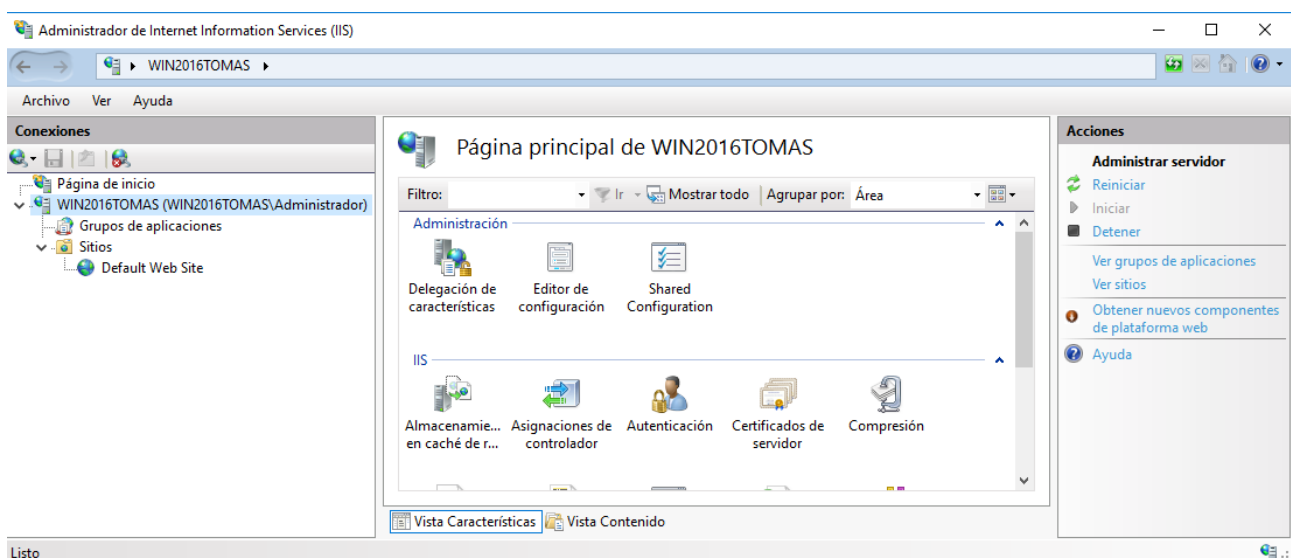 Administrador de Internet Information Services (IIS)
WIN2016TOMAS
Archivo Ver Ayuda
Conexiones
Página de inicio
WIN2016TOMAS (WIN2016TOMAS\Administrador)
Grupos de aplicaciones
Sitios
Default Web Site
Página principal de WIN2016TOMAS
Filtro: Ir Mostrar todo Agrupar por: Área
Administración
Delegación de
características
Editor de
configuración
Shared
Configuration
IIS
Almacenamie...
en caché de r...
Asignaciones de
controlador
Autenticación
Certificados de
servidor
Compresión
Vista Características Vista Contenido
Acciones
Administrar servidor
Reiniciar
Iniciar
Detener
Ver grupos de aplicaciones
Ver sitios
Obtener nuevos componentes
de plataforma web
Ayuda
Listo